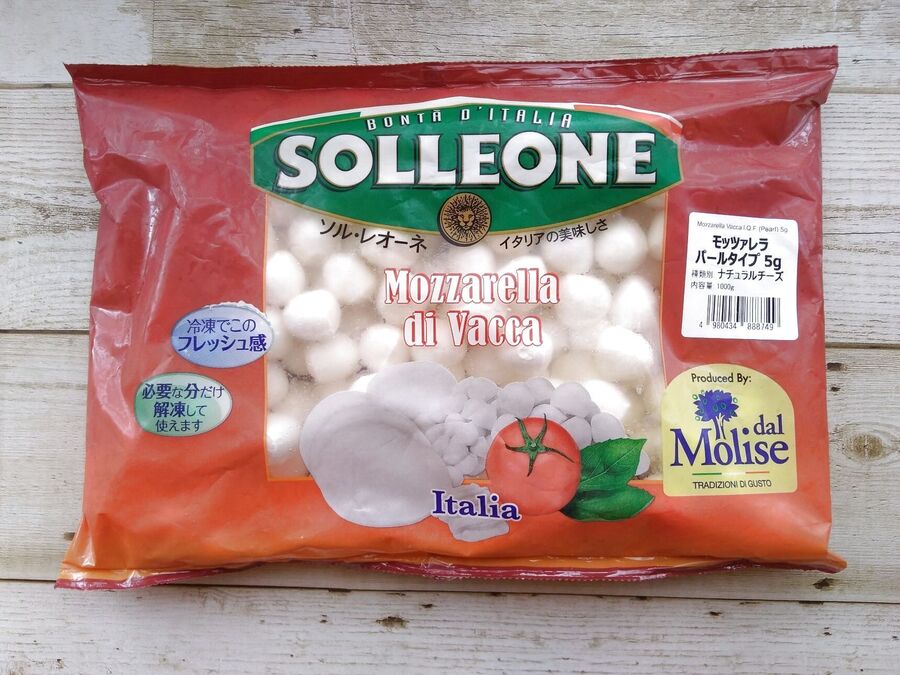 BONTÀ D'ITALIA
SOLLEONE
ソル・レオーネ
イタリアの美味しさ
Mozzarella
di Vacca
冷凍でこの
フレッシュ感
必要な分だけ
解凍して
使えます
Italia
Mozzarella Vacca I.Q.F (Pearl) 5g
モッツァレラ
パールタイプ 5g
種類別 ナチュラルチーズ
内容量 1000g
4 980434 888749
Produced By:
dal
Molise
TRADIZIONI DI GUSTO